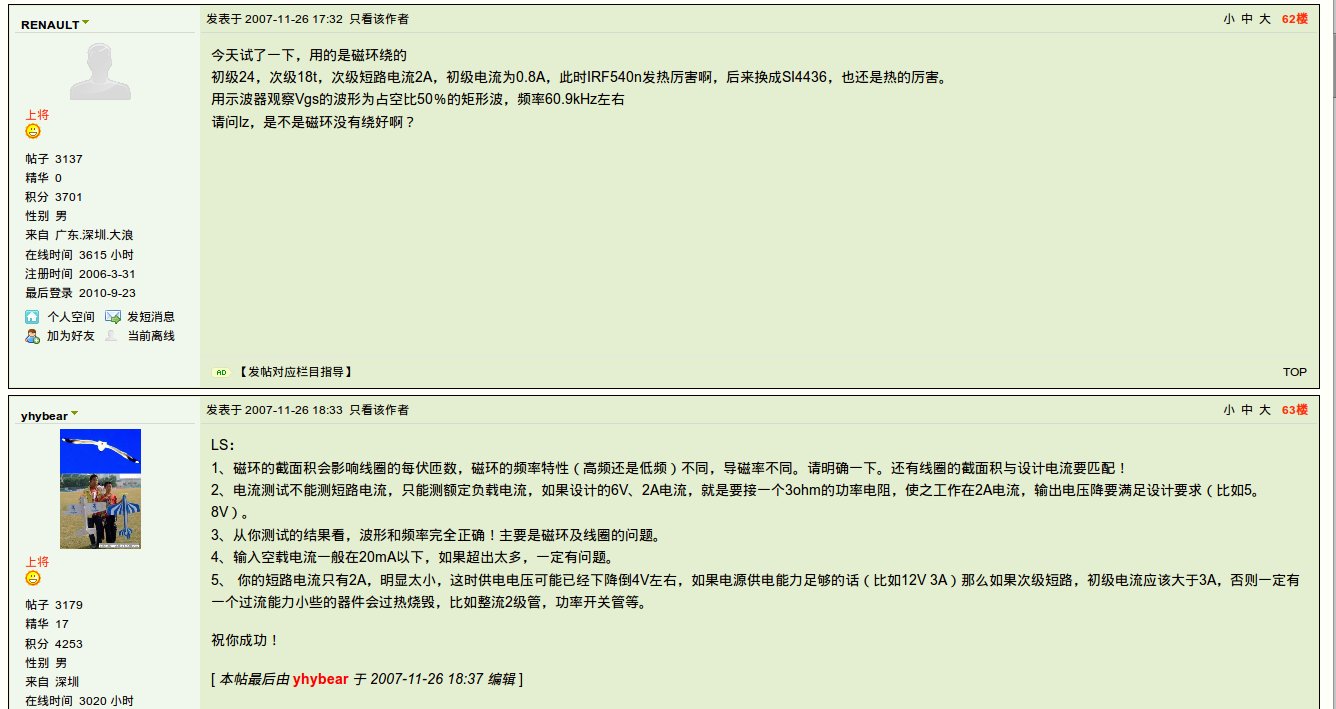 RENAULT
发表于 2007-11-26 17:32 只看该作者
小 中 大 62楼
今天试了一下，用的是磁环绕的
初级24，次级18t，次级短路电流2A，初级电流为0.8A，此时IRF540n发热厉害啊，后来换成SI4436，也还是热的厉害。
用示波器观察Vgs的波形为占空比50％的矩形波，频率60.9kHz左右
请问lz，是不是磁环没有绕好啊？
上将
帖子 3137
精华 0
积分 3701
性别 男
来自 广东.深圳.大浪
在线时间 3615 小时
注册时间 2006-3-31
最后登录 2010-9-23
个人空间 发短消息
加为好友 当前离线
AD 【发帖对应栏目指导】
TOP
yhybear
发表于 2007-11-26 18:33 只看该作者
小 中 大 63楼
LS：
1、磁环的截面积会影响线圈的每伏匝数，磁环的频率特性（高频还是低频）不同，导磁率不同。请明确一下。还有线圈的截面积与设计电流要匹配！
2、电流测试不能测短路电流，只能测额定负载电流，如果设计的6V、2A电流，就是要接一个3ohm的功率电阻，使之工作在2A电流，输出电压降要满足设计要求（比如5。
8V）。
3、从你测试的结果看，波形和频率完全正确！主要是磁环及线圈的问题。
4、输入空载电流一般在20mA以下，如果超出太多，一定有问题。
5、 你的短路电流只有2A，明显太小，这时供电电压可能已经下降倒4V左右，如果电源供电能力足够的话（比如12V 3A）那么如果次级短路，初级电流应该大于3A，否则一定有
一个过流能力小些的器件会过热烧毁，比如整流2级管，功率开关管等。
祝你成功！
[ 本帖最后由 yhybear 于 2007-11-26 18:37 编辑 ]
上将
帖子 3179
精华 17
积分 4253
性别 男
来自 深圳
在线时间 3020 小时